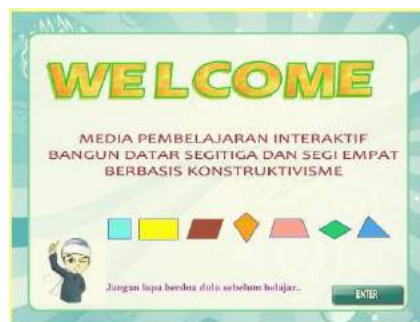 WELCOME
MEDIA PEMBELAJARAN INTERAKTIF
BANGUN DATAR SEGITIGA DAN SEGI EMPAT
BERBASIS KONSTRUKTIVISME
Jangan lupa berdoa dulu sebelum belajar..
ENTER